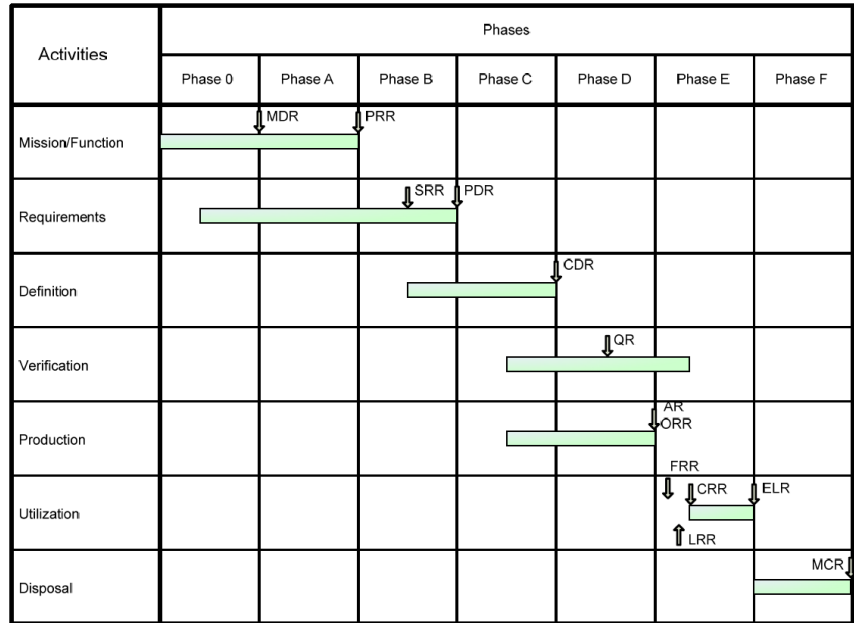 Activities
Phases
Phase 0
Phase A
Phase B
Phase C
Phase D
Phase E
Phase F
Mission/Function
MDR
PRR
Requirements
SRR
PDR
Definition
CDR
Verification
QR
Production
AR
ORR
Utilization
FRR
CRR
ELR
LRR
Disposal
MCR